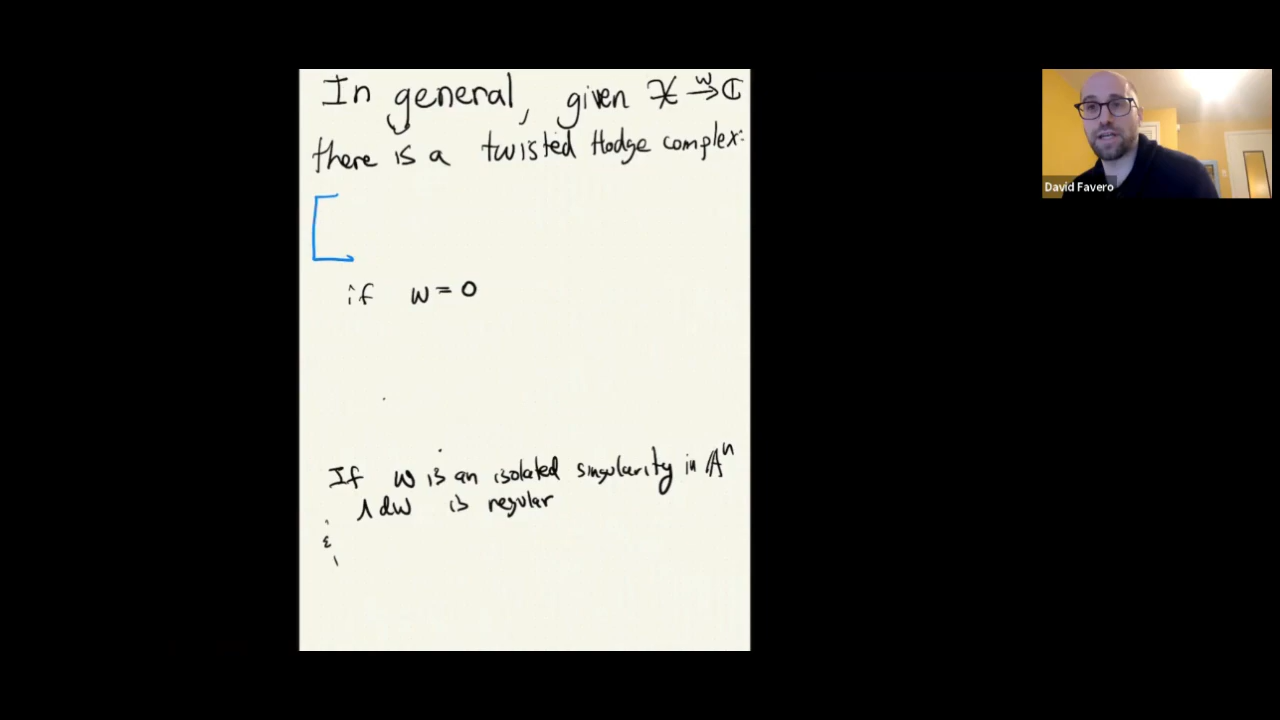 In general, given 𝒳 →^w ℂ
there is a twisted Hodge complex:
[
if w = 0
If w is an isolated singularity in 𝔸^n
∧ dw is regular
David Favero